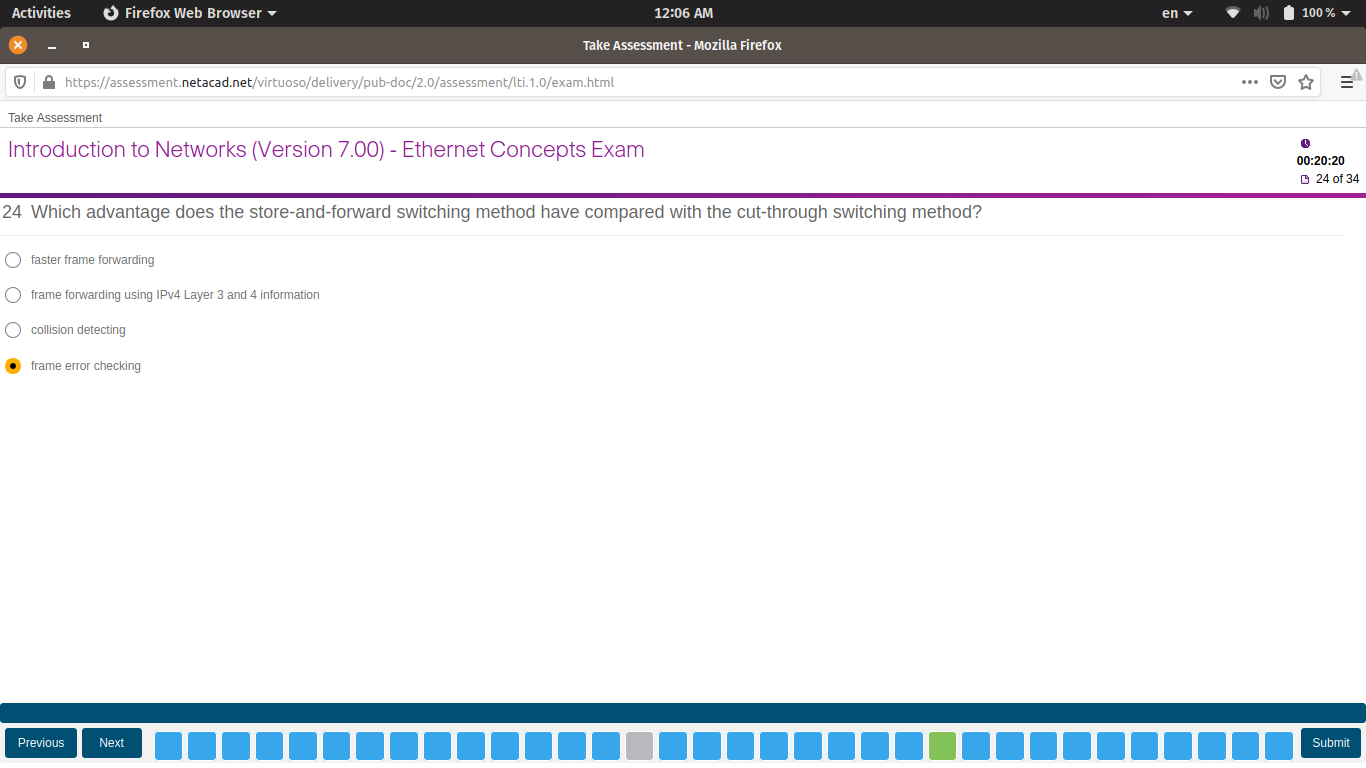 Activities Firefox Web Browser 12:06 AM en 100 %
Take Assessment - Mozilla Firefox
https://assessment.netacad.net/virtuoso/delivery/pub-doc/2.0/assessment/lti.1.0/exam.html
Take Assessment
Introduction to Networks (Version 7.00) - Ethernet Concepts Exam
00:20:20
24 of 34
24 Which advantage does the store-and-forward switching method have compared with the cut-through switching method?
faster frame forwarding
frame forwarding using IPv4 Layer 3 and 4 information
collision detecting
frame error checking
Previous Next Submit